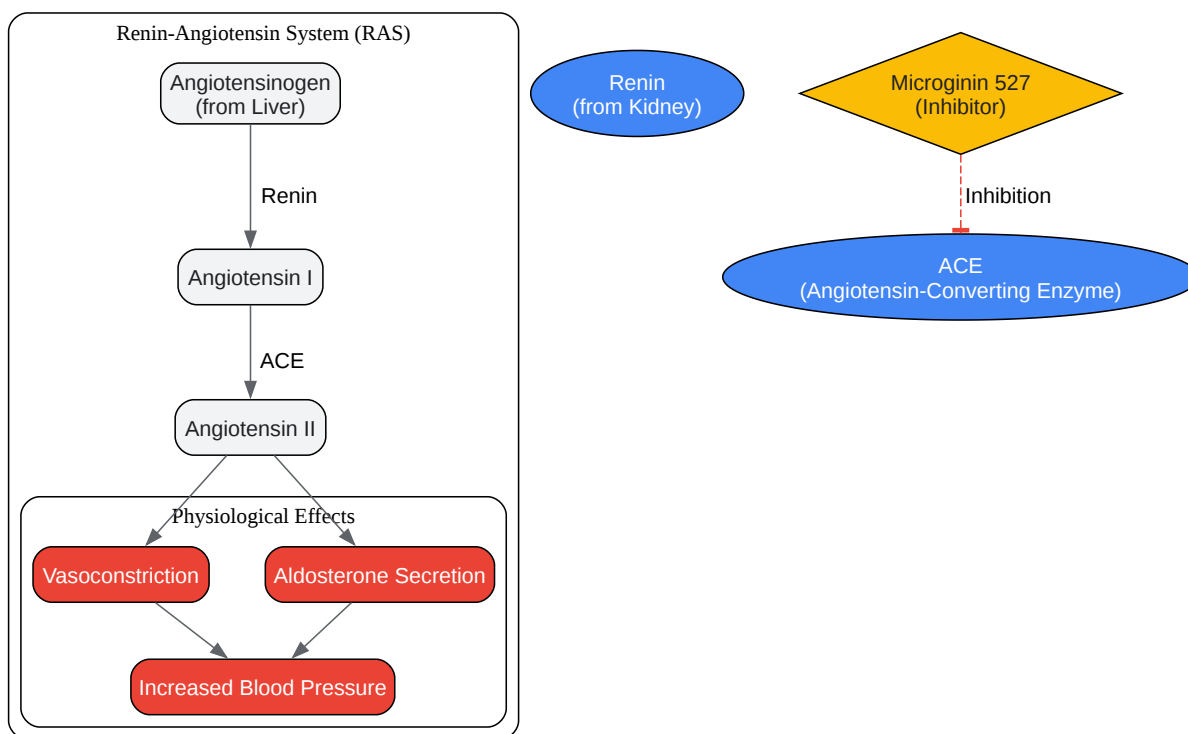 Renin-Angiotensin System (RAS)
Angiotensinogen
(from Liver)
Renin
(from Kidney)
Microginin 527
(Inhibitor)
Renin
Inhibition
Angiotensin I
ACE
(Angiotensin-Converting Enzyme)
ACE
Angiotensin II
Physiological Effects
Vasoconstriction
Aldosterone Secretion
Increased Blood Pressure